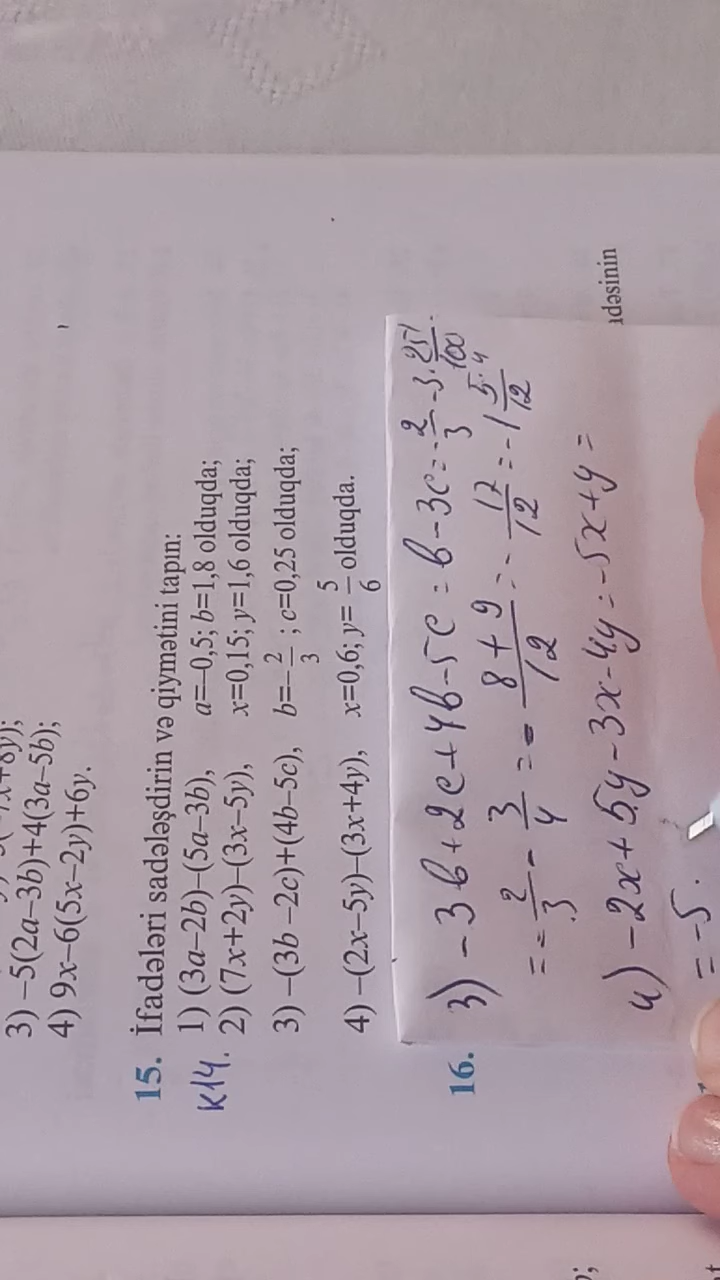 3) −5(2a−3b)+4(3a−5b);
4) 9x−6(5x−2y)+6y.
15. İfadələri sadələşdirin və qiymətini tapın:
1) (3a−2b)−(5a−3b), a=−0,5; b=1,8 olduqda;
K14. 2) (7x+2y)−(3x−5y), x=0,15; y=1,6 olduqda;
3) −(3b−2c)+(4b−5c), b=−2/3; c=0,25 olduqda;
4) −(2x−5y)−(3x+4y), x=0,6; y=5/6 olduqda.
16.
3) −3b+2c+4b−5c = b−3c = −2/3 −3·25/100 =
= −2/3 − 3/4 = − 8+9/12 = − 17/12 = −1 5/12
4) −2x+5y−3x−4y = −5x+y =
= −5·